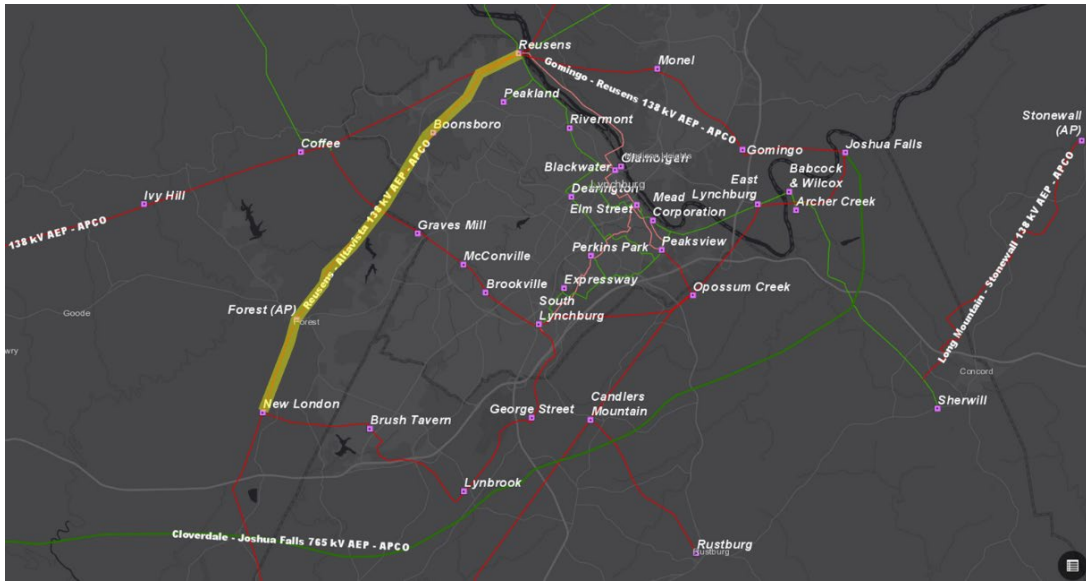 Reusens
Gomingo - Reusens 138 kV AEP - APCO
Monel
Peakland
Stonewall
(AP)
Rivermont
Boonsboro
Coffee
Glamorgan
Gomingo
Joshua Falls
Blackwater
Babcock
& Wilcox
Lynchburg
Dearington
Mead
Corporation
East
Lynchburg
Ivy Hill
Elm Street
Archer Creek
138 kV AEP - APCO
Reusens - Altavista 138 kV AEP - APCO
Graves Mill
Perkins Park
Peaksview
McConville
Long Mountain - Stonewall 138 kV AEP - APCO
Brookville
Expressway
Opossum Creek
Forest (AP)
Forest
South
Lynchburg
Goode
wry
Concord
New London
Brush Tavern
George Street
Candlers
Mountain
Sherwill
Lynbrook
Cloverdale - Joshua Falls 765 kV AEP - APCO
Rustburg
Rustburg